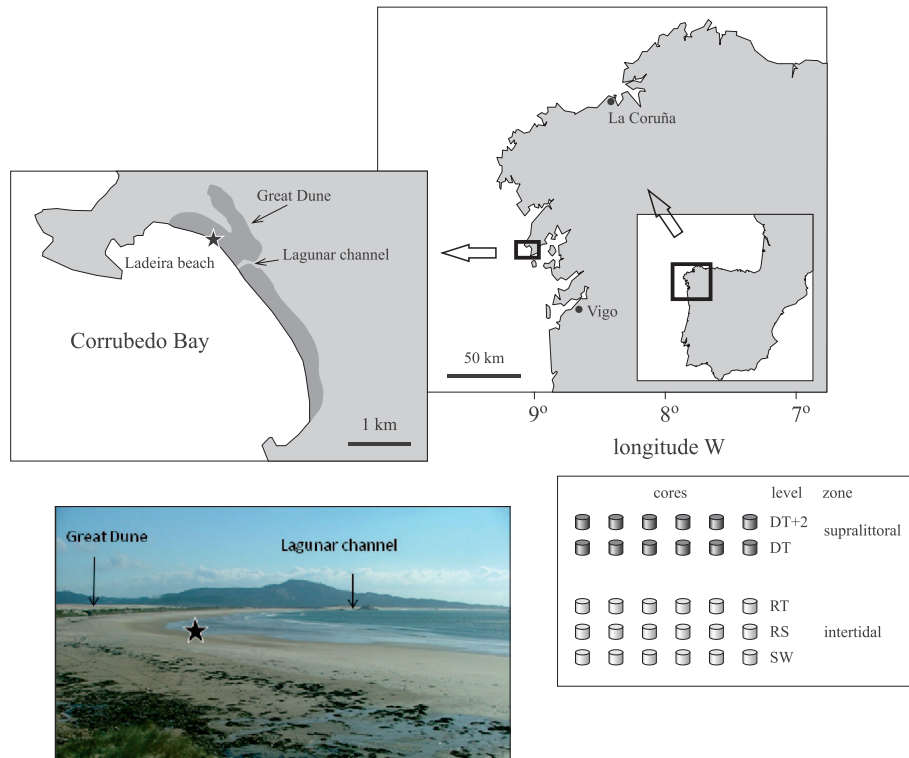 La Coruña
Great Dune
Lagunar channel
Ladeira beach
Corrubedo Bay
1 km
Vigo
50 km
9º
8º
7º
longitude W
cores level zone
DT+2
supralittoral
DT
RT
RS intertidal
SW
Great Dune
Lagunar channel